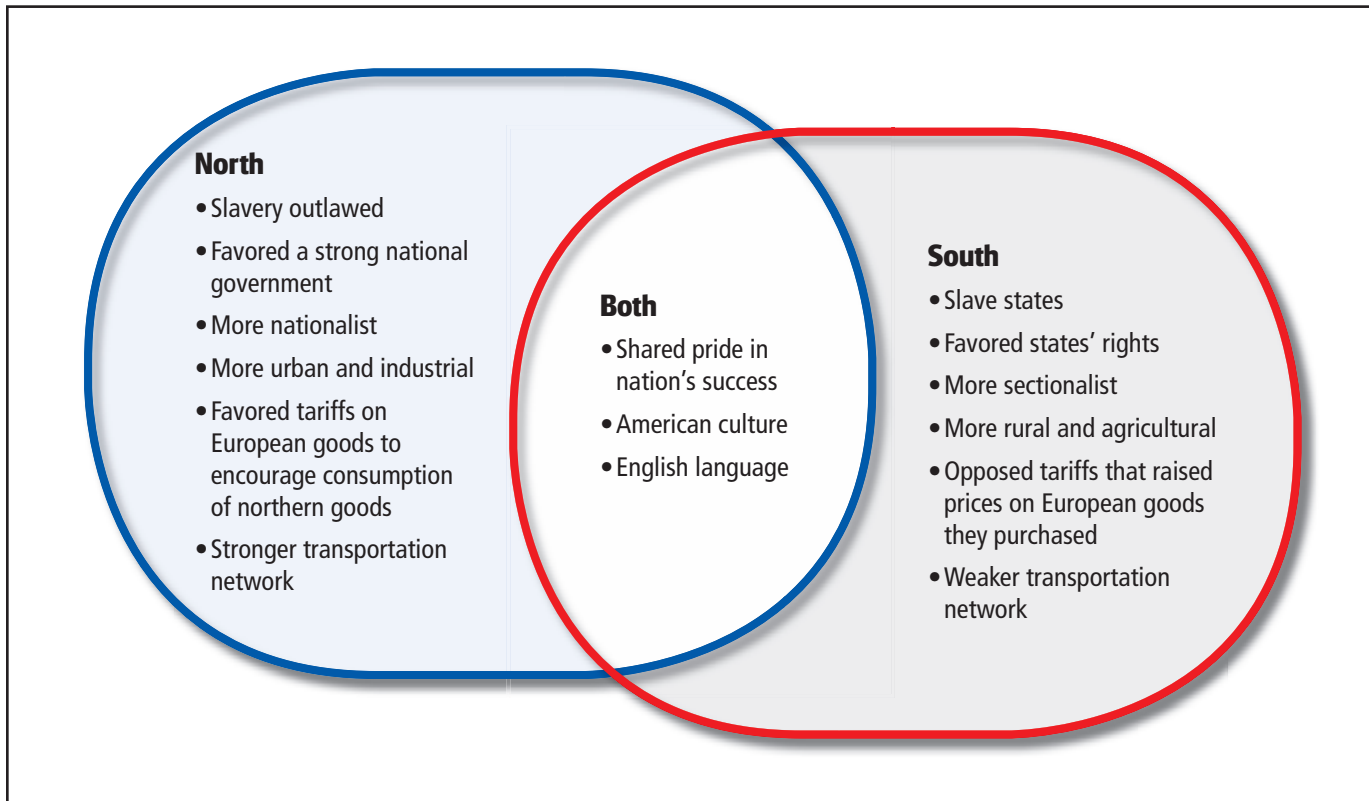 North
• Slavery outlawed
• Favored a strong national
government
• More nationalist
• More urban and industrial
• Favored tariffs on
European goods to
encourage consumption
of northern goods
• Stronger transportation
network
Both
• Shared pride in
nation’s success
• American culture
• English language
South
• Slave states
• Favored states’ rights
• More sectionalist
• More rural and agricultural
• Opposed tariffs that raised
prices on European goods
they purchased
• Weaker transportation
network